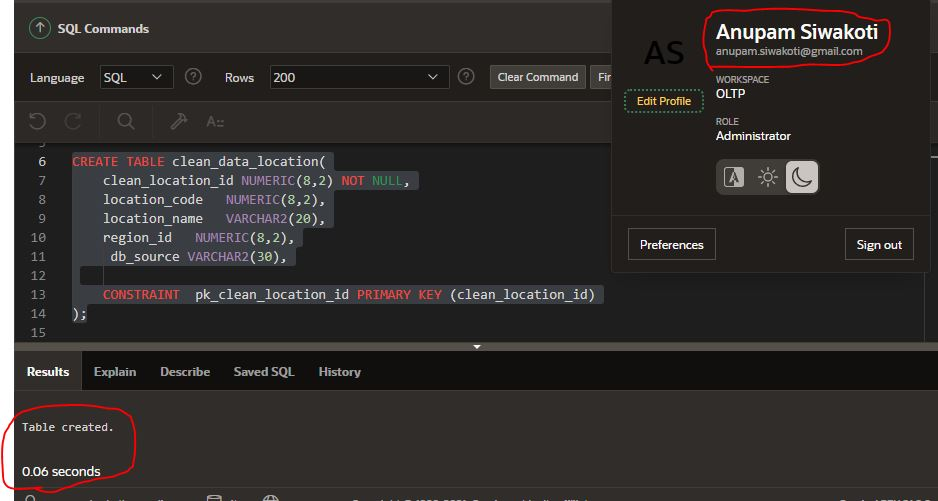 SQL Commands
Language SQL Rows 200 Clear Command
A::
6 CREATE TABLE clean_data_location(
7 clean_location_id NUMERIC(8,2) NOT NULL,
8 location_code NUMERIC(8,2),
9 location_name VARCHAR2(20),
10 region_id NUMERIC(8,2),
11 db_source VARCHAR2(30),
12
13 CONSTRAINT pk_clean_location_id PRIMARY KEY (clean_location_id)
14 );
15
AS
Anupam Siwakoti
anupam.siwakoti@gmail.com
Edit Profile
WORKSPACE
OLTP
ROLE
Administrator
Preferences Sign out
Results Explain Describe Saved SQL History
Table created.
0.06 seconds